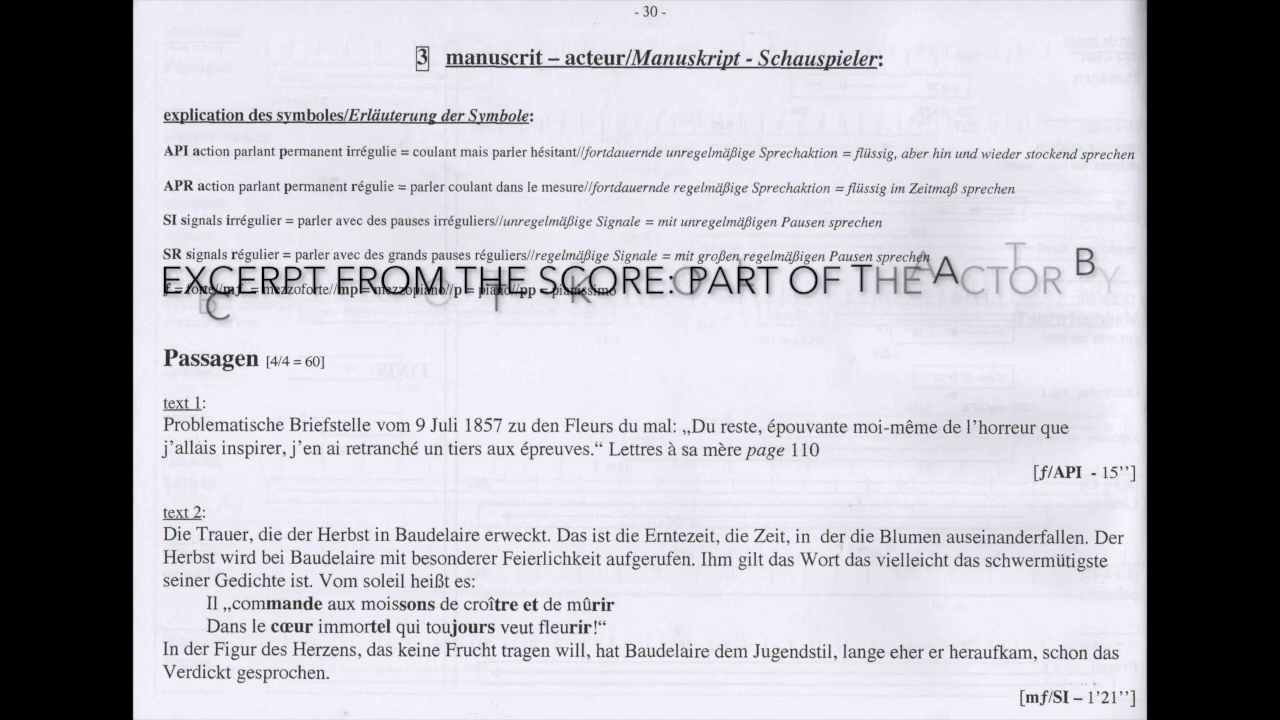 - 30 -
3 manuscrit – acteur/Manuskript - Schauspieler:
explication des symboles/Erläuterung der Symbole:
API action parlant permanent irrégulie = coulant mais parler hésitant//fortdauernde unregelmäßige Sprechaktion = flüssig, aber hin und wieder stockend sprechen
APR action parlant permanent régulie = parler coulant dans le mesure//fortdauernde regelmäßige Sprechaktion = flüssig im Zeitmaß sprechen
SI signals irrégulier = parler avec des pauses irréguliers//unregelmäßige Signale = mit unregelmäßigen Pausen sprechen
SR signals régulier = parler avec des grands pauses réguliers//regelmäßige Signale = mit großen regelmäßigen Pausen sprechen
EXCERPT FROM THE SCORE: PART OF THE ACTOR BY
f = forte//mf = mezzoforte//mp = mezzopiano//p = piano//pp = pianissimo
Passagen [4/4 = 60]
text 1:
Problematische Briefstelle vom 9 Juli 1857 zu den Fleurs du mal: „Du reste, épouvante moi-même de l’horreur que
j’allais inspirer, j’en ai retranché un tiers aux épreuves.“ Lettres à sa mère page 110
[f/API - 15’’]
text 2:
Die Trauer, die der Herbst in Baudelaire erweckt. Das ist die Erntezeit, die Zeit, in der die Blumen auseinanderfallen. Der
Herbst wird bei Baudelaire mit besonderer Feierlichkeit aufgerufen. Ihm gilt das Wort das vielleicht das schwermütigste
seiner Gedichte ist. Vom soleil heißt es:
Il „commande aux moissons de croître et de mûrir
Dans le cœur immortel qui toujours veut fleurir!“
In der Figur des Herzens, das keine Frucht tragen will, hat Baudelaire dem Jugendstil, lange eher er heraufkam, schon das
Verdickt gesprochen.
[mf/SI – 1’21’’]